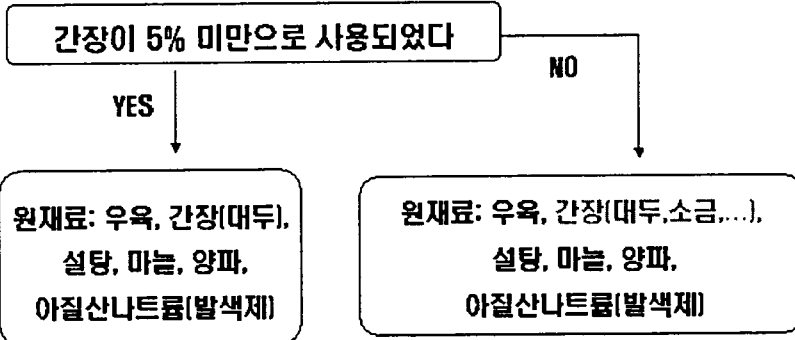 간장이 5% 미만으로 사용되었다
YES
NO
원재료: 우육, 간장(대두),
설탕, 마늘, 양파,
아질산나트륨(발색제)
원재료: 우육, 간장(대두,소금,...),
설탕, 마늘, 양파,
아질산나트륨(발색제)